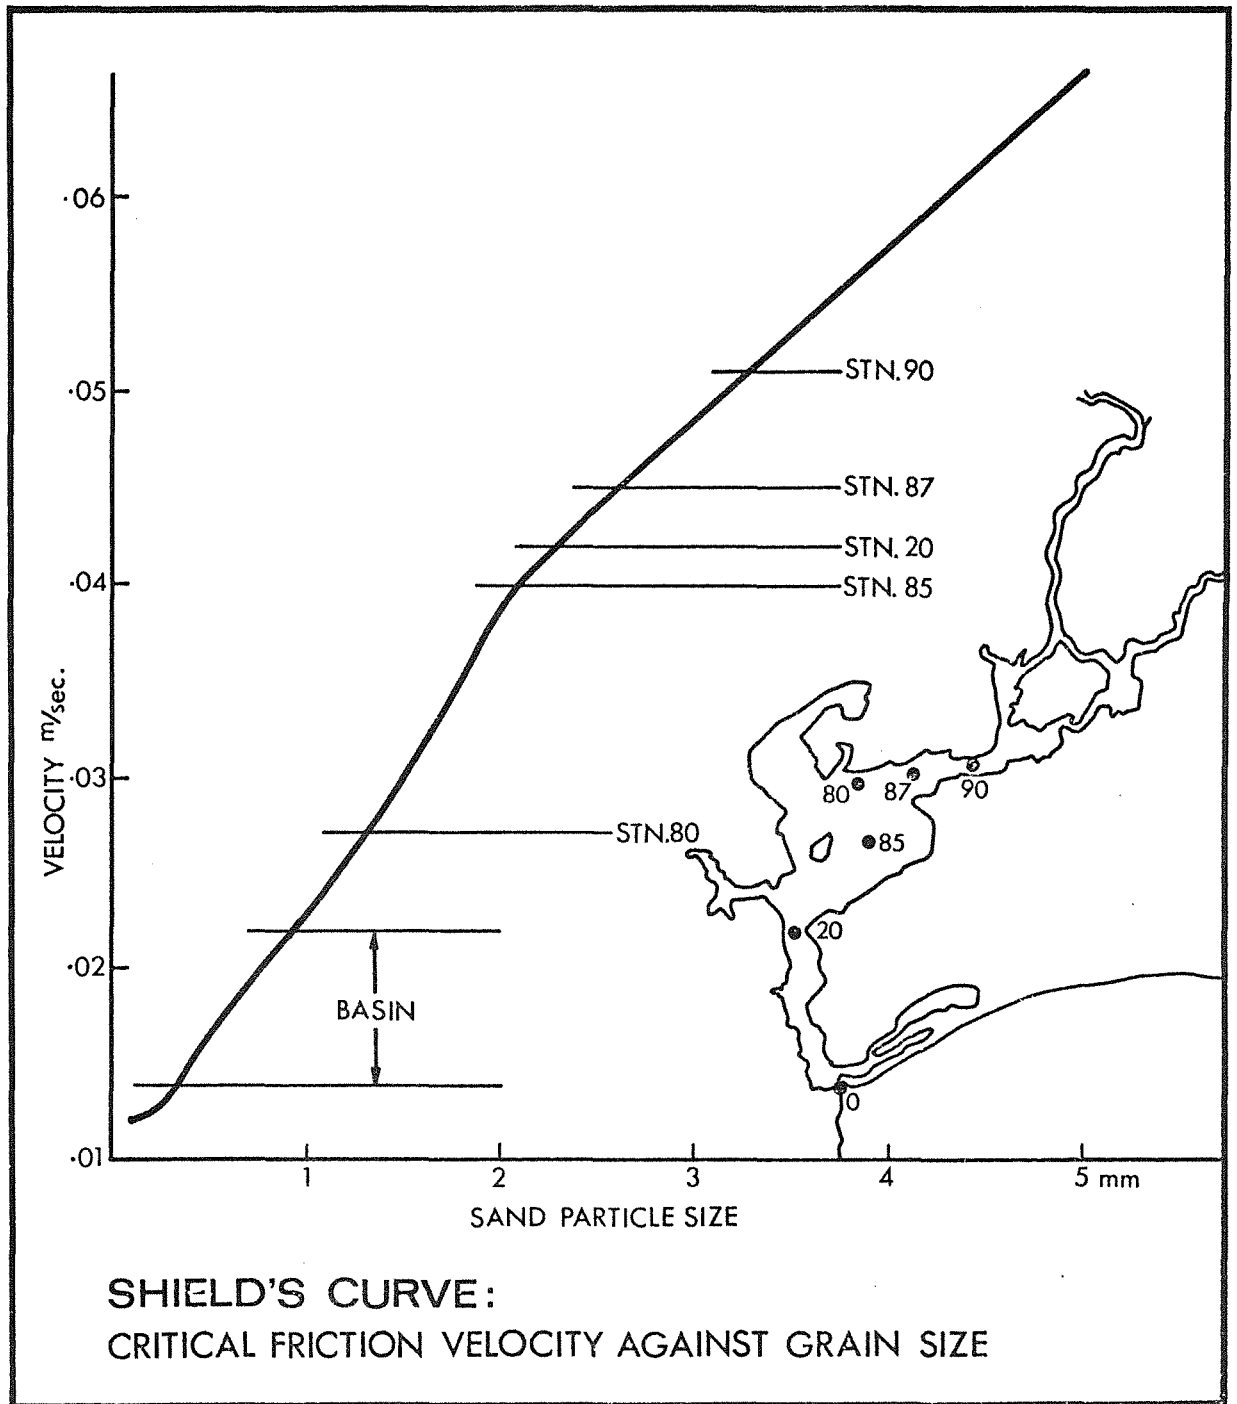 ·06
·05
·04
·03
·02
·01
VELOCITY m/sec.
STN.90
STN. 87
STN. 20
STN. 85
STN.80
BASIN
80
87
90
85
20
0
1 2 3 4 5 mm
SAND PARTICLE SIZE
SHIELD'S CURVE:
CRITICAL FRICTION VELOCITY AGAINST GRAIN SIZE